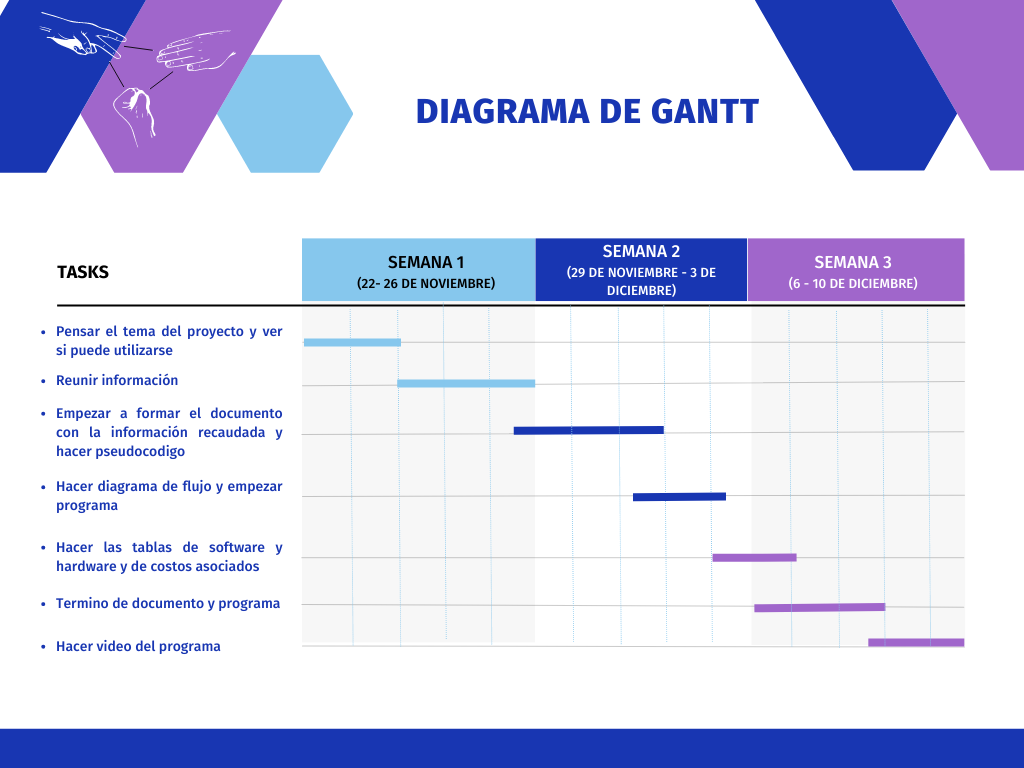 DIAGRAMA DE GANTT
TASKS
SEMANA 1
(22- 26 DE NOVIEMBRE)
SEMANA 2
(29 DE NOVIEMBRE - 3 DE
DICIEMBRE)
SEMANA 3
(6 - 10 DE DICIEMBRE)
• Pensar el tema del proyecto y ver
si puede utilizarse
• Reunir información
• Empezar a formar el documento
con la información recaudada y
hacer pseudocodigo
• Hacer diagrama de flujo y empezar
programa
• Hacer las tablas de software y
hardware y de costos asociados
• Termino de documento y programa
• Hacer video del programa